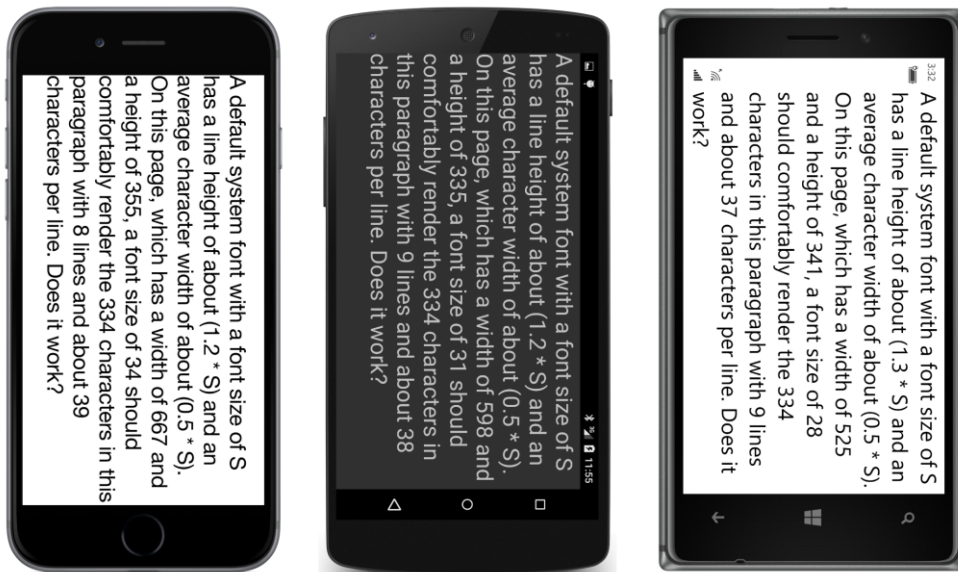 A default system font with a font size of S
has a line height of about (1.2 * S) and an
average character width of about (0.5 * S).
On this page, which has a width of 667 and
a height of 355, a font size of 34 should
comfortably render the 334 characters in this
paragraph with 8 lines and about 39
characters per line. Does it work?
11:55
3G
A default system font with a font size of S
has a line height of about (1.2 * S) and an
average character width of about (0.5 * S).
On this page, which has a width of 598 and
a height of 335, a font size of 31 should
comfortably render the 334 characters in
this paragraph with 9 lines and about 38
characters per line. Does it work?
3:32
A default system font with a font size of S
has a line height of about (1.3 * S) and an
average character width of about (0.5 * S).
On this page, which has a width of 525
and a height of 341, a font size of 28
should comfortably render the 334
characters in this paragraph with 9 lines
and about 37 characters per line. Does it
work?